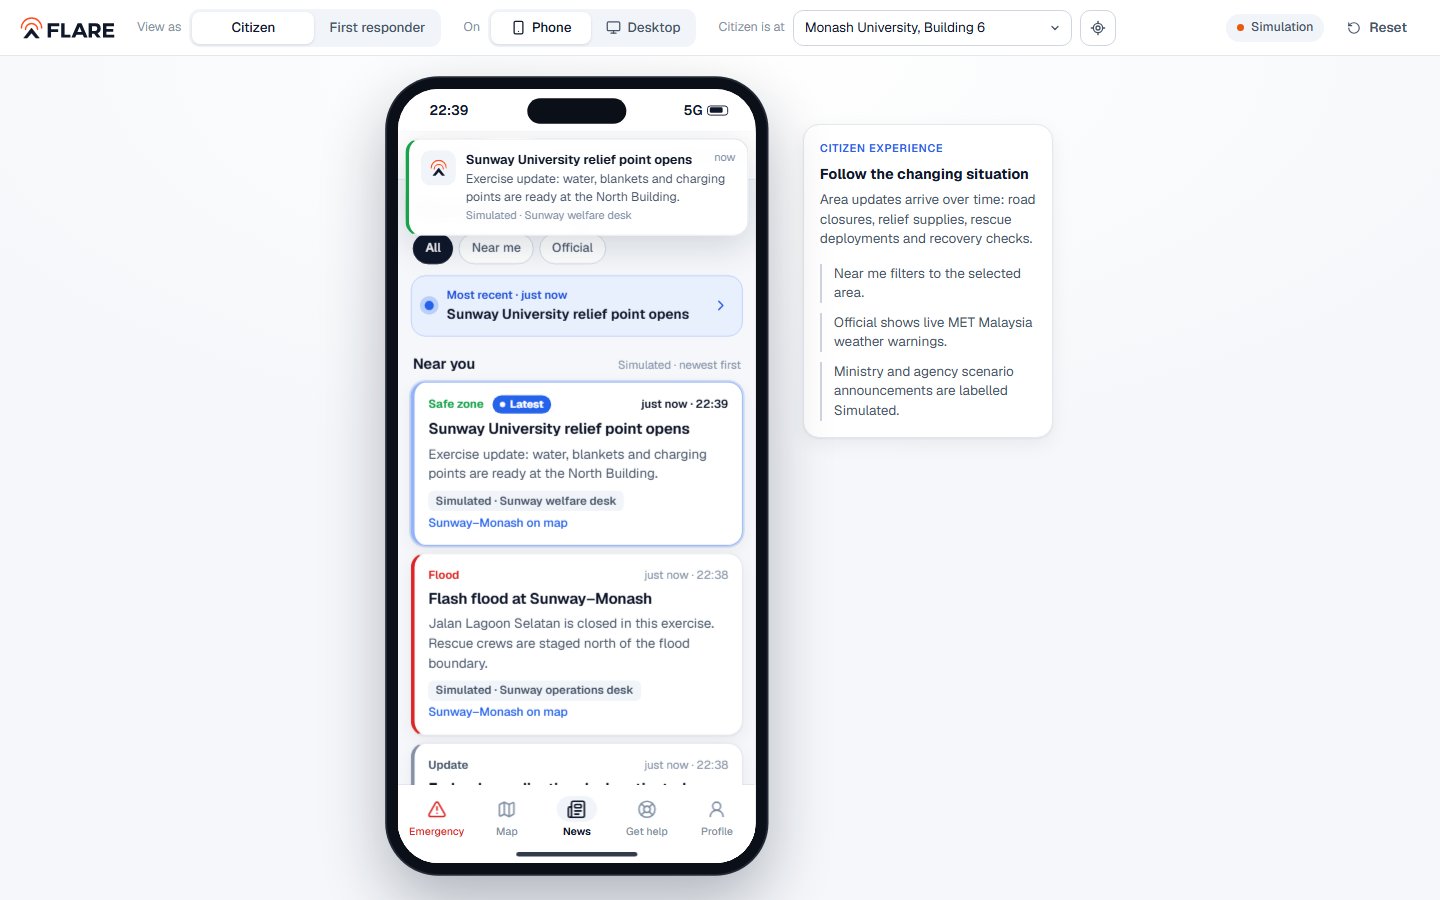 FLARE
View as
Citizen
First responder
On
Phone
Desktop
Citizen is at
Monash University, Building 6
Simulation
Reset
22:39
5G
Sunway University relief point opens
now
Exercise update: water, blankets and charging
points are ready at the North Building.
Simulated · Sunway welfare desk
All
Near me
Official
Most recent · just now
Sunway University relief point opens
Near you
Simulated · newest first
Safe zone
Latest
just now · 22:39
Sunway University relief point opens
Exercise update: water, blankets and charging
points are ready at the North Building.
Simulated · Sunway welfare desk
Sunway–Monash on map
Flood
just now · 22:38
Flash flood at Sunway–Monash
Jalan Lagoon Selatan is closed in this exercise.
Rescue crews are staged north of the flood
boundary.
Simulated · Sunway operations desk
Sunway–Monash on map
Update
just now · 22:38
Emergency
Map
News
Get help
Profile
CITIZEN EXPERIENCE
Follow the changing situation
Area updates arrive over time: road
closures, relief supplies, rescue
deployments and recovery checks.
Near me filters to the selected
area.
Official shows live MET Malaysia
weather warnings.
Ministry and agency scenario
announcements are labelled
Simulated.